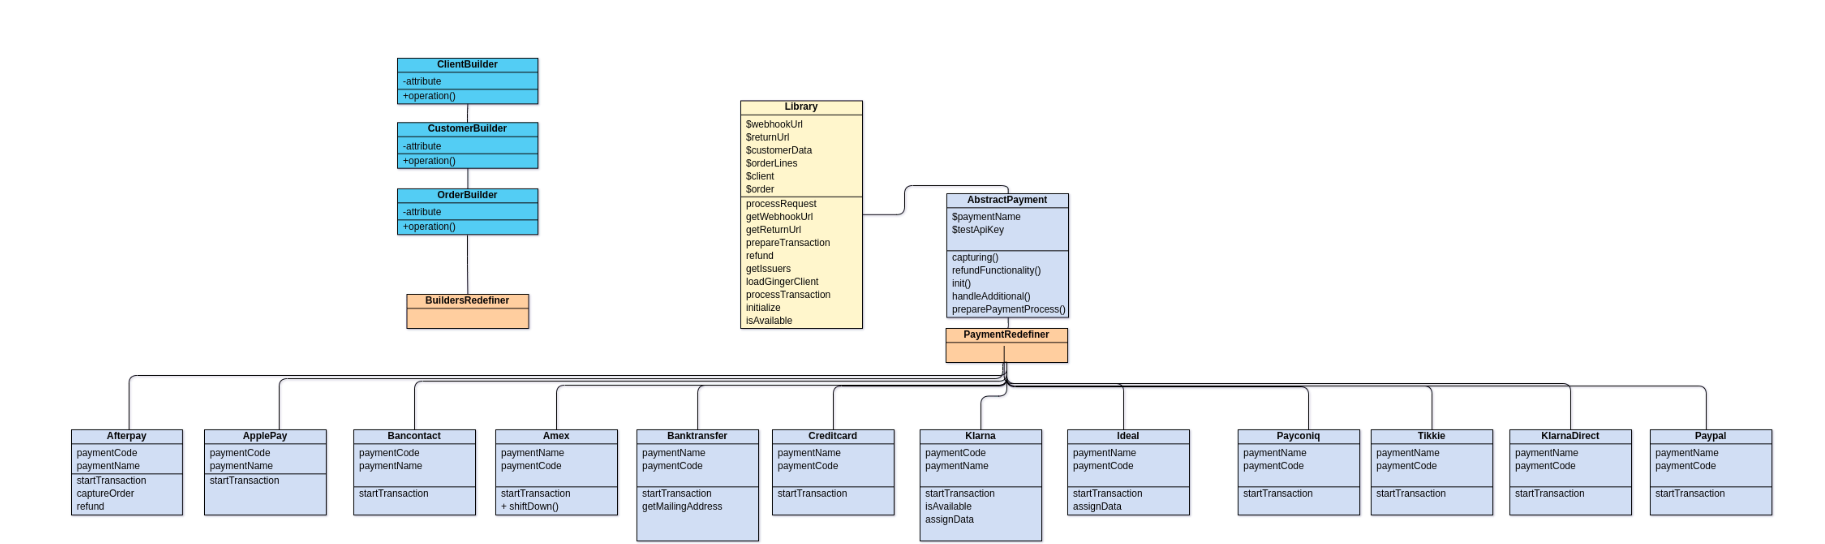 ClientBuilder
-attribute
+operation()
CustomerBuilder
-attribute
+operation()
OrderBuilder
-attribute
+operation()
BuildersRedefiner
Library
$webhookUrl
$returnUrl
$customerData
$orderLines
$client
$order
processRequest
getWebhookUrl
getReturnUrl
prepareTransaction
refund
getIssuers
loadGingerClient
processTransaction
initialize
isAvailable
AbstractPayment
$paymentName
$testApiKey
capturing()
refundFunctionality()
init()
handleAdditional()
preparePaymentProcess()
PaymentRedefiner
Afterpay
paymentCode
paymentName
startTransaction
captureOrder
refund
ApplePay
paymentCode
paymentName
startTransaction
Bancontact
paymentCode
paymentName
startTransaction
Amex
paymentName
paymentCode
startTransaction
+ shiftDown()
Banktransfer
paymentName
paymentCode
startTransaction
getMailingAddress
Creditcard
paymentName
paymentCode
startTransaction
Klarna
paymentCode
paymentName
startTransaction
isAvailable
assignData
Ideal
paymentName
paymentCode
startTransaction
assignData
Payconiq
paymentName
paymentCode
startTransaction
Tikkie
paymentName
paymentCode
startTransaction
KlarnaDirect
paymentName
paymentCode
startTransaction
Paypal
paymentName
paymentCode
startTransaction